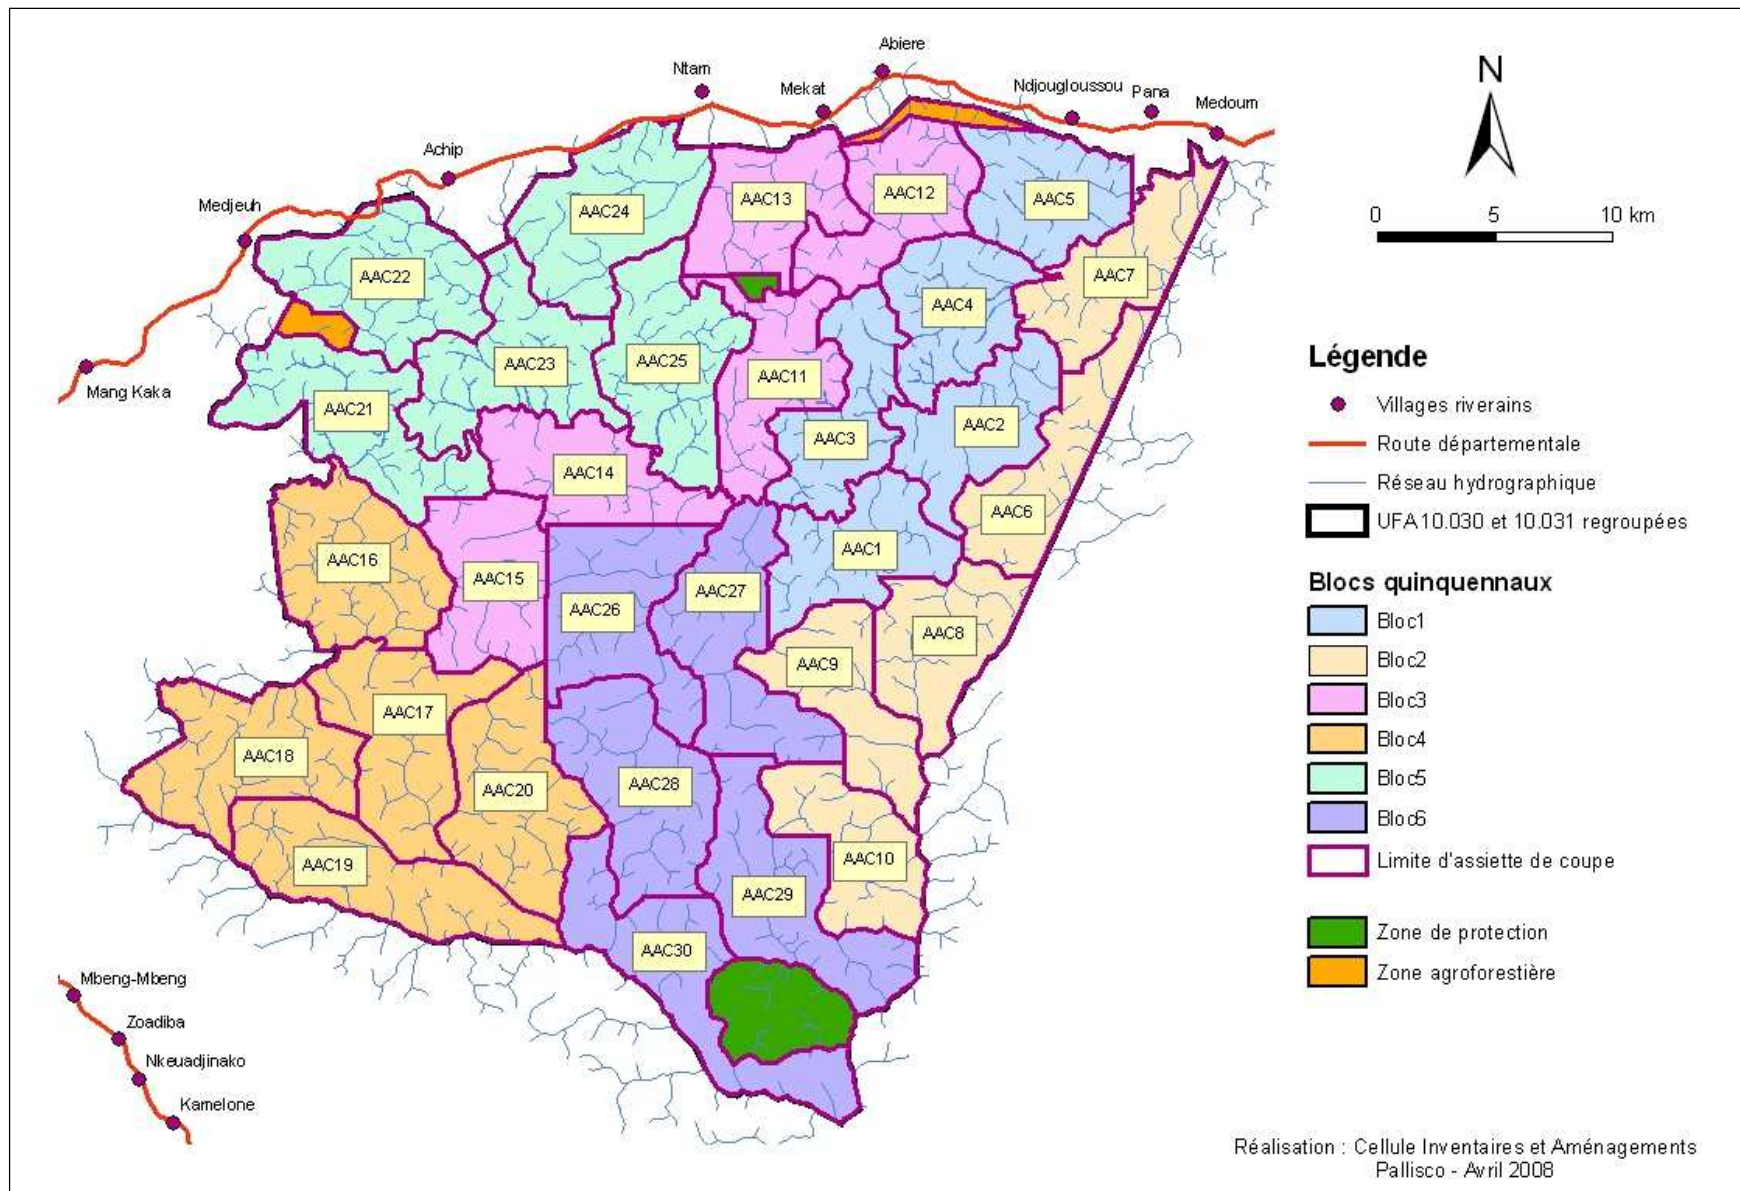 Abiere
Ntam
Mekat
Ndjougloussou
Pana
Medoum
Achip
Medjeuh
Mang Kaka
AAC13
AAC12
AAC5
AAC24
AAC7
AAC22
AAC4
AAC23
AAC25
AAC11
AAC21
AAC3
AAC2
AAC14
AAC6
AAC16
AAC1
AAC15
AAC27
AAC26
AAC8
AAC9
AAC17
AAC18
AAC20
AAC28
AAC19
AAC10
AAC29
AAC30
Mbeng-Mbeng
Zoadiba
Nkeuadjinako
Kamelone
N
0 5 10 km
Légende
Villages riverains
Route départementale
Réseau hydrographique
UFA 10.030 et 10.031 regroupées
Blocs quinquennaux
Bloc1
Bloc2
Bloc3
Bloc4
Bloc5
Bloc6
Limite d'assiette de coupe
Zone de protection
Zone agroforestière
Réalisation : Cellule Inventaires et Aménagements
Pallisco - Avril 2008